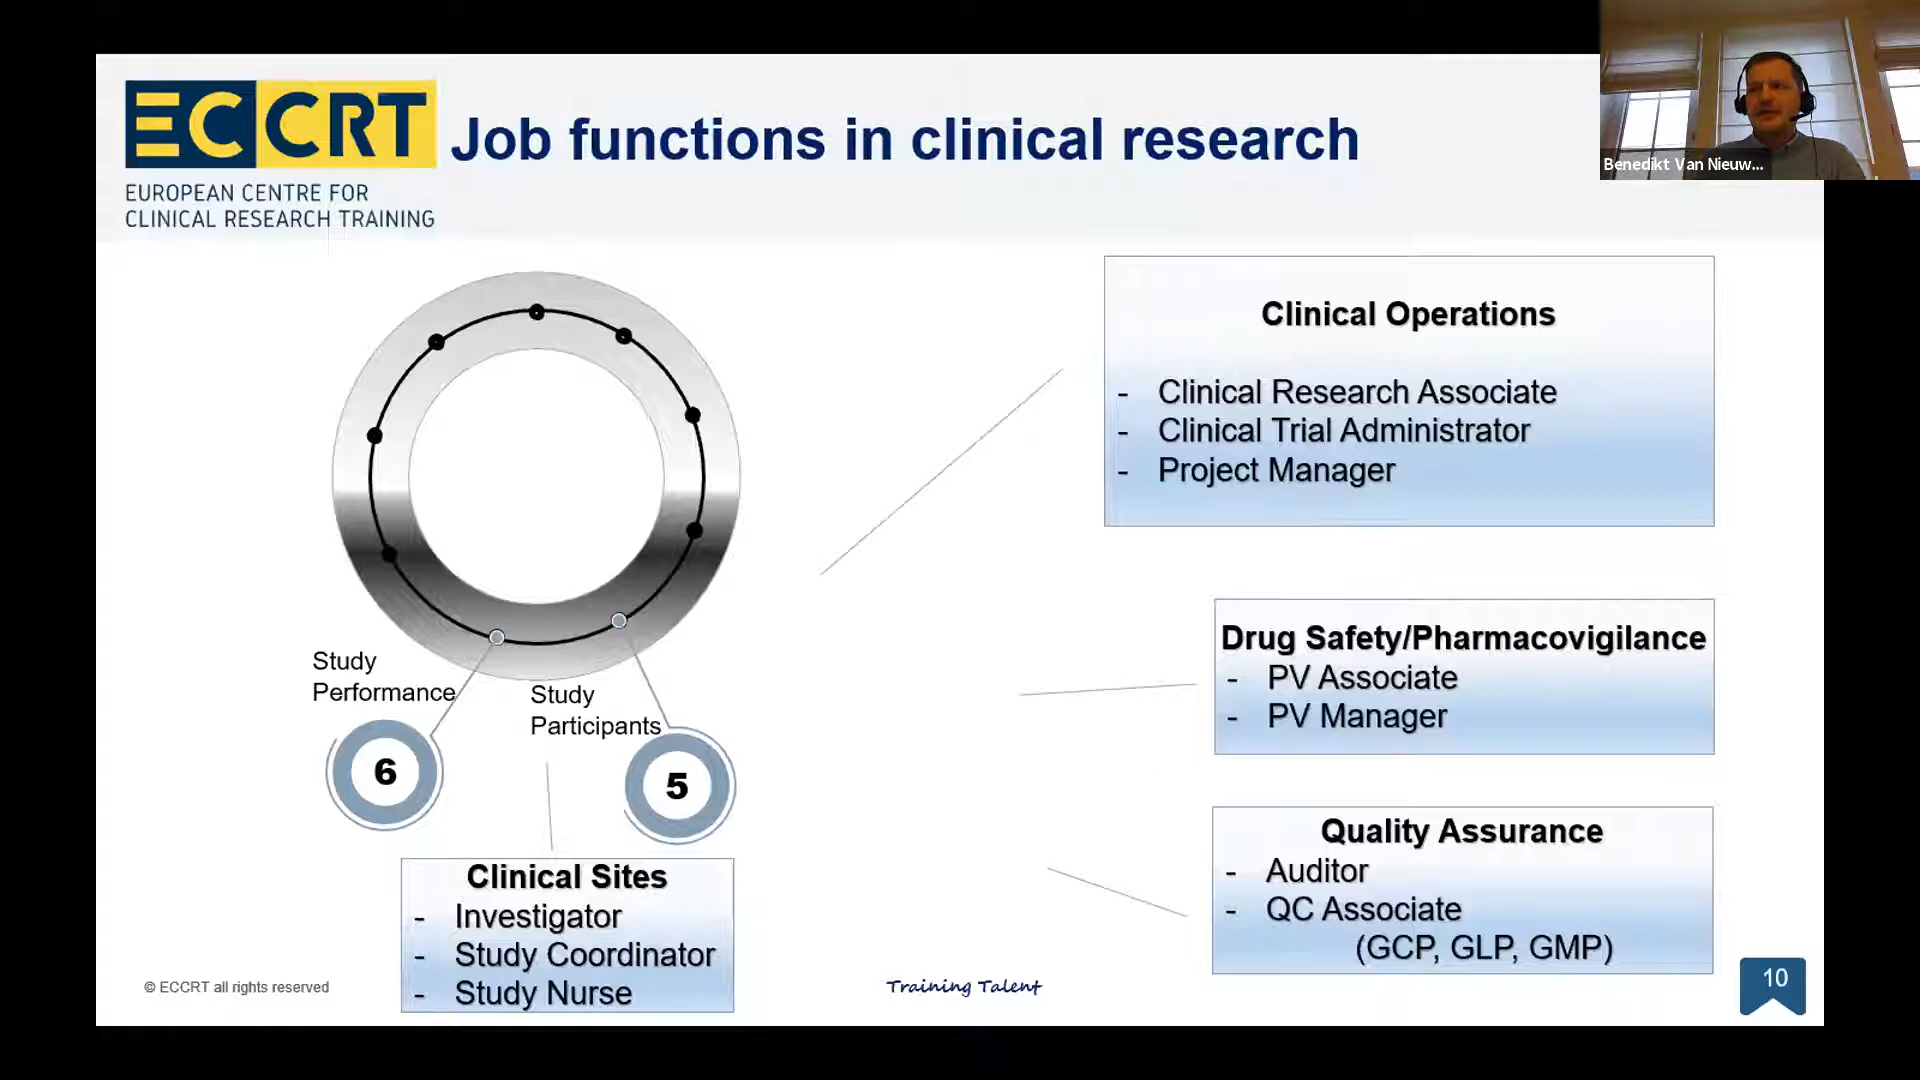 ECCRT
EUROPEAN CENTRE FOR
CLINICAL RESEARCH TRAINING
Job functions in clinical research
Benedikt Van Nieuw...
Clinical Operations
- Clinical Research Associate
- Clinical Trial Administrator
- Project Manager
Study
Performance
6
Study
Participants
5
Drug Safety/Pharmacovigilance
- PV Associate
- PV Manager
Quality Assurance
- Auditor
- QC Associate
(GCP, GLP, GMP)
Clinical Sites
- Investigator
- Study Coordinator
- Study Nurse
© ECCRT all rights reserved
Training Talent
10